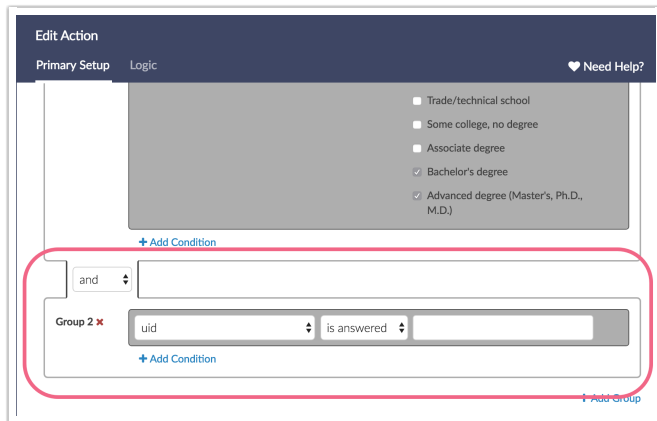 Edit Action
Primary Setup Logic Need Help?
Trade/technical school
Some college, no degree
Associate degree
Bachelor's degree
Advanced degree (Master's, Ph.D.,
M.D.)
+ Add Condition
and
Group 2 ×
uid is answered
+ Add Condition
+ Add Group